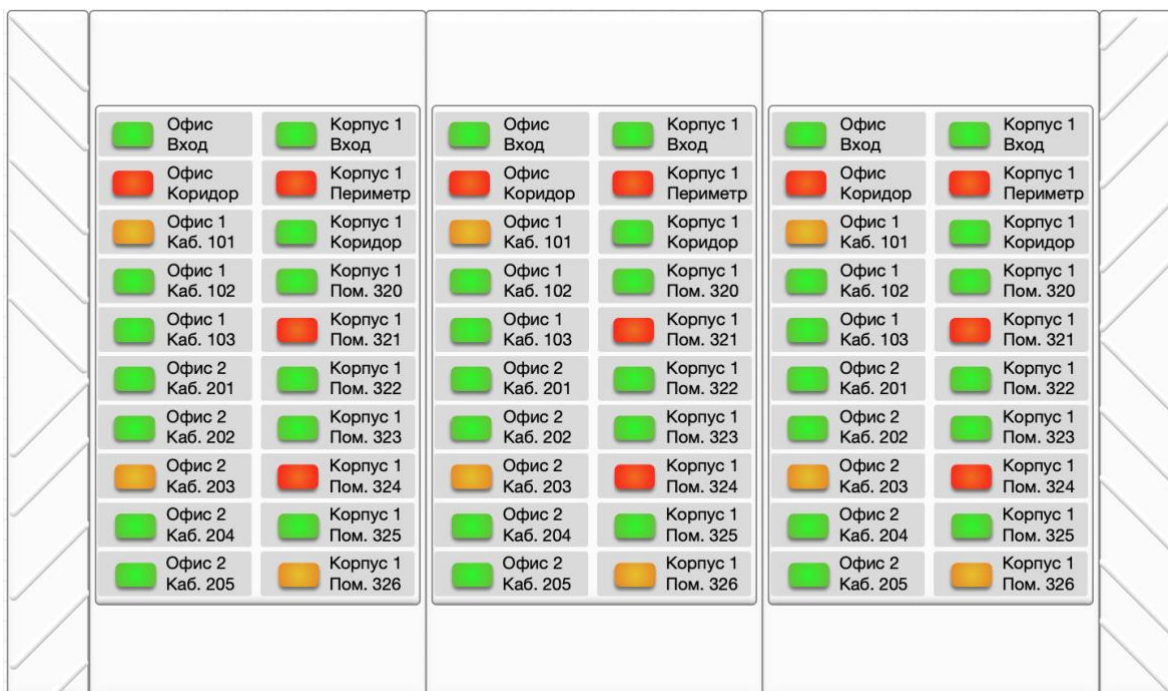 Офис
Вход
Офис
Коридор
Офис 1
Каб. 101
Офис 1
Каб. 102
Офис 1
Каб. 103
Офис 2
Каб. 201
Офис 2
Каб. 202
Офис 2
Каб. 203
Офис 2
Каб. 204
Офис 2
Каб. 205
Корпус 1
Вход
Корпус 1
Периметр
Корпус 1
Коридор
Корпус 1
Пом. 320
Корпус 1
Пом. 321
Корпус 1
Пом. 322
Корпус 1
Пом. 323
Корпус 1
Пом. 324
Корпус 1
Пом. 325
Корпус 1
Пом. 326
Офис
Вход
Офис
Коридор
Офис 1
Каб. 101
Офис 1
Каб. 102
Офис 1
Каб. 103
Офис 2
Каб. 201
Офис 2
Каб. 202
Офис 2
Каб. 203
Офис 2
Каб. 204
Офис 2
Каб. 205
Корпус 1
Вход
Корпус 1
Периметр
Корпус 1
Коридор
Корпус 1
Пом. 320
Корпус 1
Пом. 321
Корпус 1
Пом. 322
Корпус 1
Пом. 323
Корпус 1
Пом. 324
Корпус 1
Пом. 325
Корпус 1
Пом. 326
Офис
Вход
Офис
Коридор
Офис 1
Каб. 101
Офис 1
Каб. 102
Офис 1
Каб. 103
Офис 2
Каб. 201
Офис 2
Каб. 202
Офис 2
Каб. 203
Офис 2
Каб. 204
Офис 2
Каб. 205
Корпус 1
Вход
Корпус 1
Периметр
Корпус 1
Коридор
Корпус 1
Пом. 320
Корпус 1
Пом. 321
Корпус 1
Пом. 322
Корпус 1
Пом. 323
Корпус 1
Пом. 324
Корпус 1
Пом. 325
Корпус 1
Пом. 326